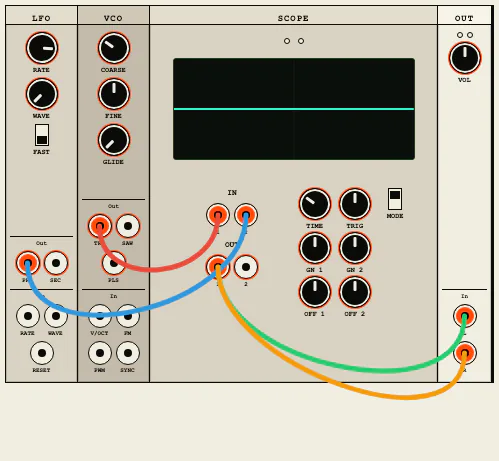 LFO
VCO
SCOPE
OUT
RATE
COARSE
VOL
WAVE
FINE
FAST
GLIDE
IN
TIME
TRIG
MODE
Out
SAW
OUT
GN 1
GN 2
Out
SEC
PLS
2
OFF 1
OFF 2
In
In
In
RATE
WAVE
V/OCT
FM
RESET
PWM
SYNC